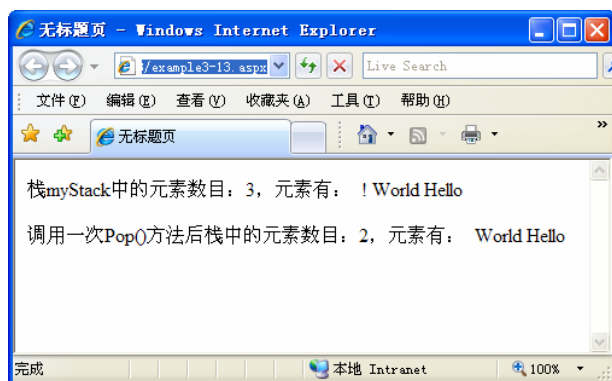 无标题页 - Windows Internet Explorer
/example3-13.aspx Live Search
文件(F) 编辑(E) 查看(V) 收藏夹(A) 工具(T) 帮助(H)
无标题页 »
栈myStack中的元素数目：3，元素有： ! World Hello
调用一次Pop()方法后栈中的元素数目：2，元素有： World Hello
完成 本地 Intranet 100%